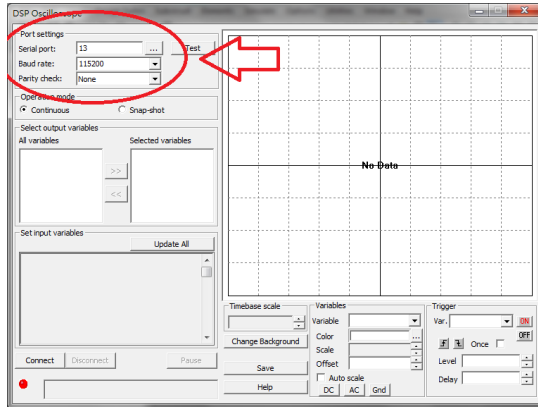 DSP Oscilloscope
Port settings
Serial port: 13 ... Test
Baud rate: 115200
Parity check: None
Operation mode
Continuous Snap-shot
Select output variables
All variables Selected variables
>>
<<
Set input variables
Update All
Connect Disconnect Pause
No Data
Timebase scale
Change Background
Save
Help
Variables
Variable
Color ...
Scale
Offset
Auto scale
DC AC Gnd
Trigger
Var. ON
OFF
Once
Level
Delay